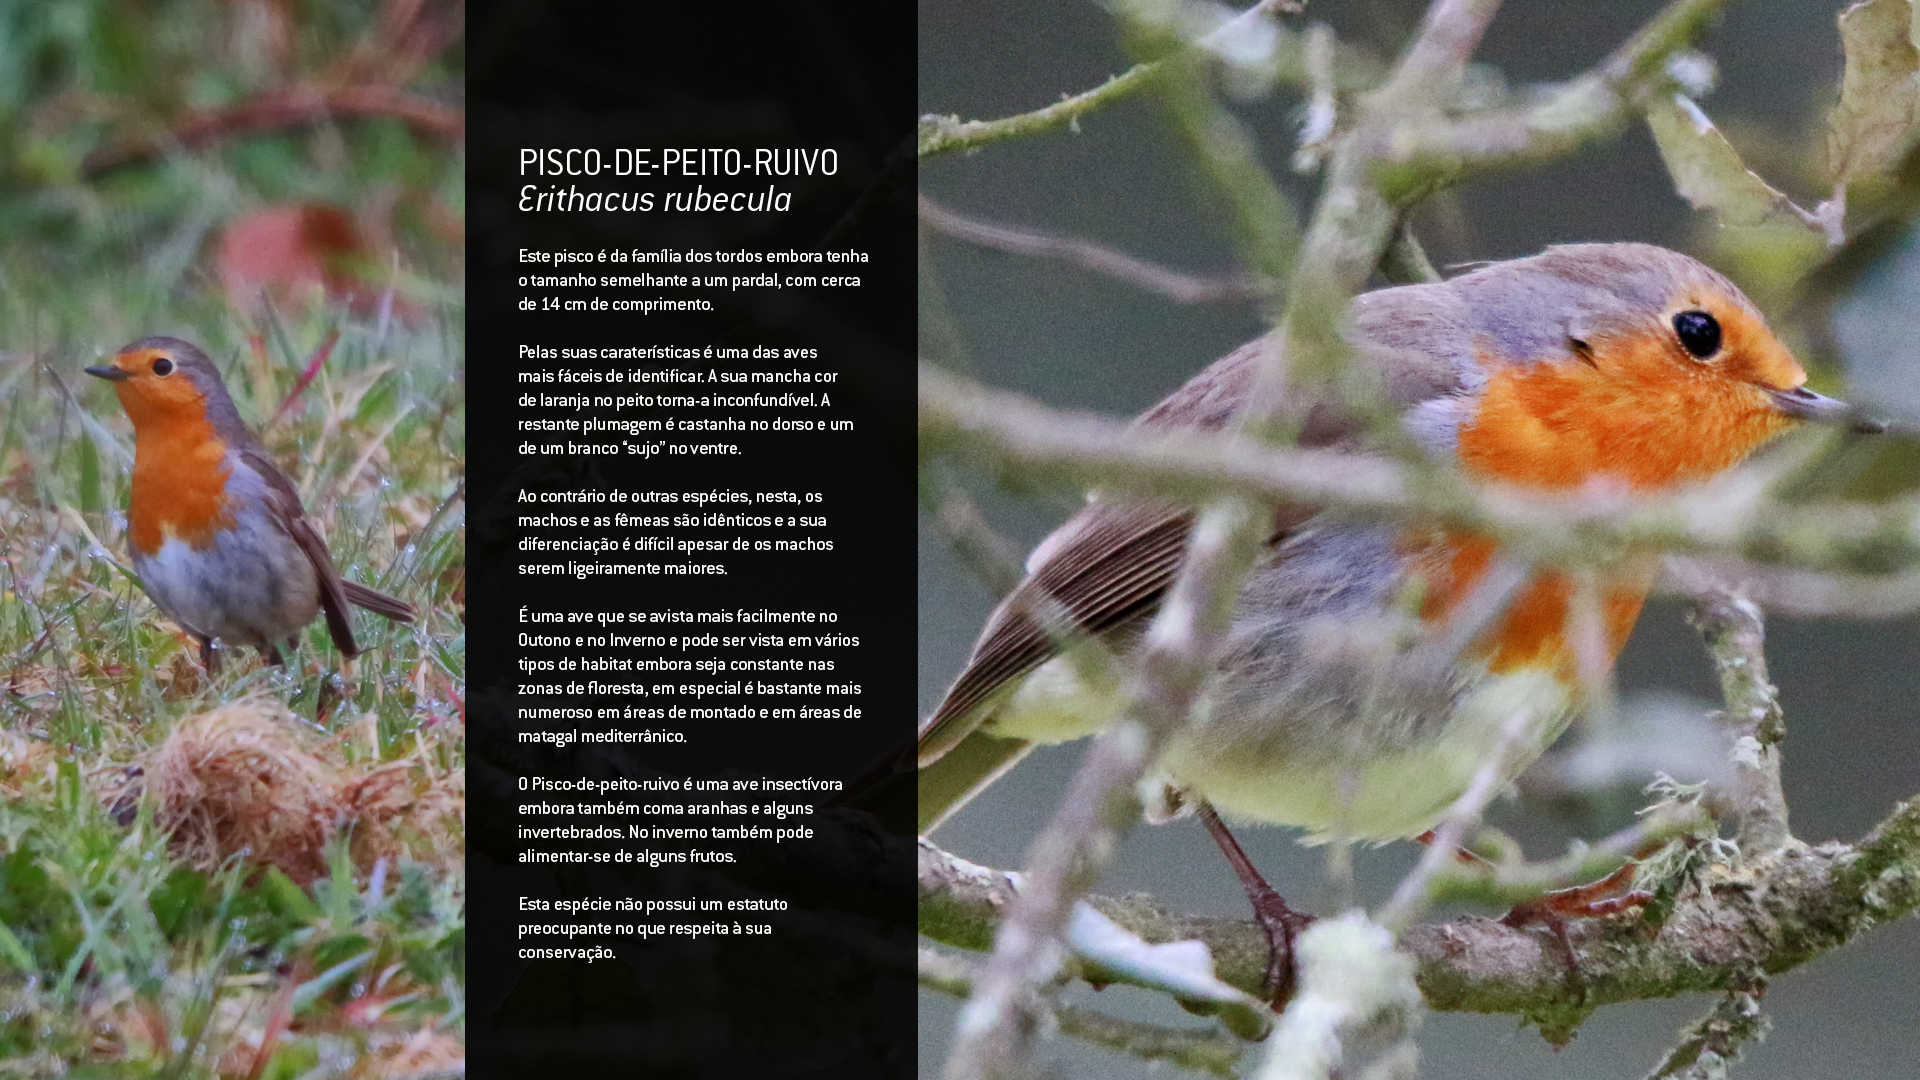 PISCO-DE-PEITO-RUIVO
Erithacus rubecula
Este pisco é da família dos tordos embora tenha
o tamanho semelhante a um pardal, com cerca
de 14 cm de comprimento.
Pelas suas caraterísticas é uma das aves
mais fáceis de identificar. A sua mancha cor
de laranja no peito torna-a inconfundível. A
restante plumagem é castanha no dorso e um
de um branco “sujo” no ventre.
Ao contrário de outras espécies, nesta, os
machos e as fêmeas são idênticos e a sua
diferenciação é difícil apesar de os machos
serem ligeiramente maiores.
É uma ave que se avista mais facilmente no
Outono e no Inverno e pode ser vista em vários
tipos de habitat embora seja constante nas
zonas de floresta, em especial é bastante mais
numeroso em áreas de montado e em áreas de
matagal mediterrânico.
O Pisco-de-peito-ruivo é uma ave insectívora
embora também coma aranhas e alguns
invertebrados. No inverno também pode
alimentar-se de alguns frutos.
Esta espécie não possui um estatuto
preocupante no que respeita à sua
conservação.